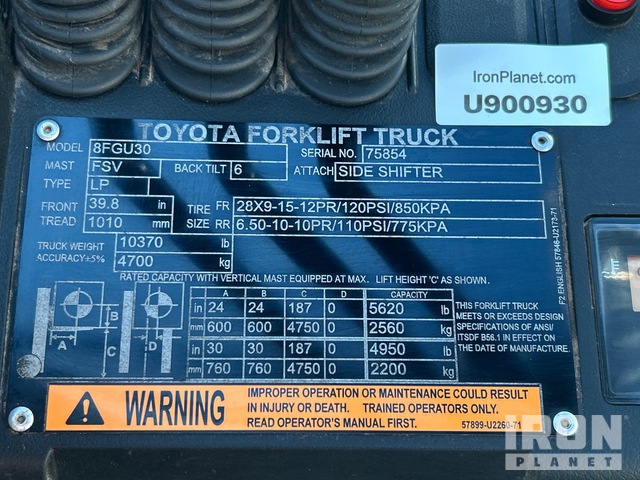 IronPlanet.com
U900930
TOYOTA FORKLIFT TRUCK
MODEL 8FGU30 SERIAL NO. 75854
MAST FSV BACK TILT 6 ATTACH SIDE SHIFTER
TYPE LP
FRONT TREAD 39.8 in 1010 mm
TIRE SIZE FR 28X9-15-12PR/120PSI/850KPA
RR 6.50-10-10PR/110PSI/775KPA
TRUCK WEIGHT 10370 lb
ACCURACY±5% 4700 kg
RATED CAPACITY WITH VERTICAL MAST EQUIPPED AT MAX. LIFT HEIGHT 'C' AS SHOWN.
A B C D CAPACITY
in 24 24 187 0 5620 lb
mm 600 600 4750 0 2560 kg
in 30 30 187 0 4950 lb
mm 760 760 4750 0 2200 kg
A B C D
THIS FORKLIFT TRUCK
MEETS OR EXCEEDS DESIGN
SPECIFICATIONS OF ANSI/
ITSDF B56.1 IN EFFECT ON
THE DATE OF MANUFACTURE.
F2 ENGLISH 57846-U2173-71
WARNING
IMPROPER OPERATION OR MAINTENANCE COULD RESULT
IN INJURY OR DEATH. TRAINED OPERATORS ONLY.
READ OPERATOR'S MANUAL FIRST. 57899-U2260-71
IRON
PLANET